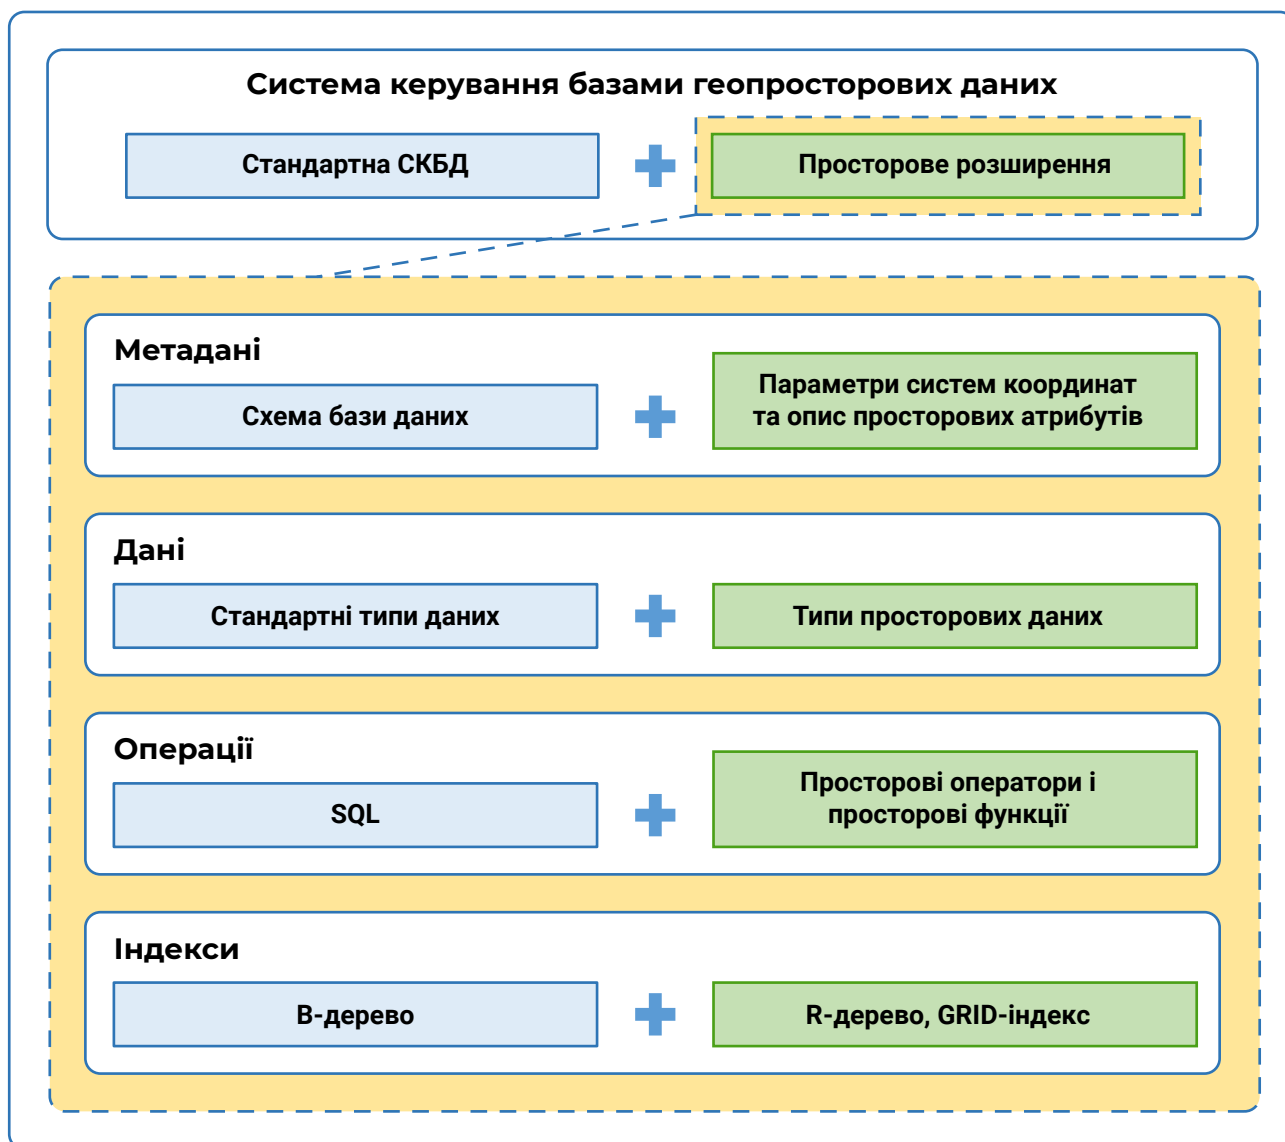 Система керування базами геопросторових даних
Стандартна СКБД
Просторове розширення
Метадані
Схема бази даних
Параметри систем координат
та опис просторових атрибутів
Дані
Стандартні типи даних
Типи просторових даних
Операції
SQL
Просторові оператори і
просторові функції
Індекси
B-дерево
R-дерево, GRID-індекс